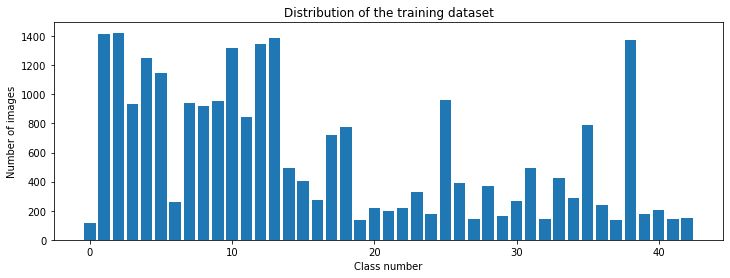 Distribution of the training dataset
Number of images
1400
1200
1000
800
600
400
200
0
0 10 20 30 40
Class number